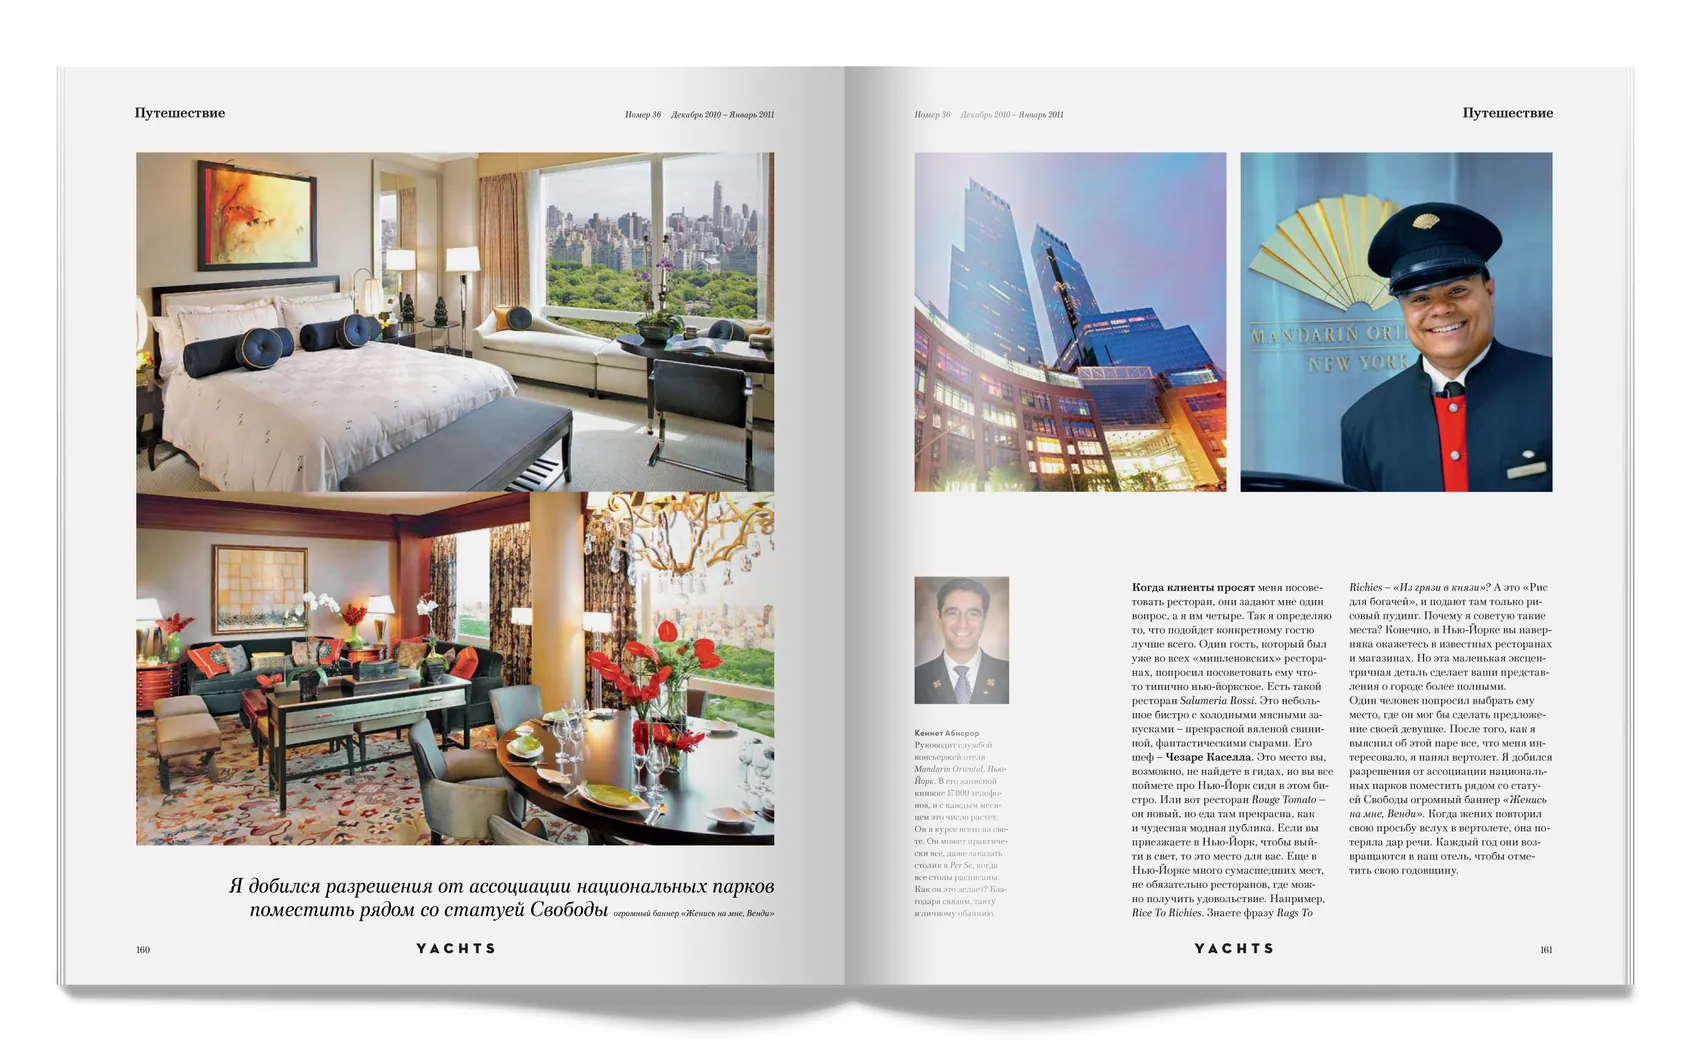 Путешествие
Номер 36 Декабрь 2010 – Январь 2011
Я добился разрешения от ассоциации национальных парков
поместить рядом со статуей Свободы огромный баннер «Женись на мне, Венди»
160
YACHTS
Номер 36 Декабрь 2010 – Январь 2011
Путешествие
MANDARIN ORI
NEW YORK
Кеннет Абисрор
Руководит службой
консьержей отеля
Mandarin Oriental, Нью-
Йорк. В его записной
книжке 17 000 телефо-
нов, и с каждым меся-
цем это число растет.
Он в курсе всего на све-
те. Он может практиче-
ски все, даже заказать
столик в Per Se, когда
все столы расписаны.
Как он это делает? Бла-
годаря связям, такту
и личному обаянию.
Когда клиенты просят меня посове-
товать ресторан, они задают мне один
вопрос, а я им четыре. Так я определяю
то, что подойдет конкретному гостю
лучше всего. Один гость, который был
уже во всех «мишленовских» рестора-
нах, попросил посоветовать ему что-
то типично нью-йоркское. Есть такой
ресторан Salumeria Rossi. Это неболь-
шое бистро с холодными мясными за-
кусками – прекрасной вяленой свини-
ной, фантастическими сырами. Его
шеф – Чезаре Каселла. Это место вы,
возможно, не найдете в гидах, но вы все
поймете про Нью-Йорк сидя в этом би-
стро. Или вот ресторан Rouge Tomato –
он новый, но еда там прекрасна, как
и чудесная модная публика. Если вы
приезжаете в Нью-Йорк, чтобы вый-
ти в свет, то это место для вас. Еще в
Нью-Йорке много сумасшедших мест,
не обязательно ресторанов, где мож-
но получить удовольствие. Например,
Rice To Richies. Знаете фразу Rags To
Richies – «Из грязи в князи»? А это «Рис
для богачей», и подают там только ри-
совый пудинг. Почему я советую такие
места? Конечно, в Нью-Йорке вы навер-
няка окажетесь в известных ресторанах
и магазинах. Но эта маленькая эксцен-
тричная деталь сделает ваши представ-
ления о городе более полными.
Один человек попросил выбрать ему
место, где он мог бы сделать предложе-
ние своей девушке. После того, как я
выяснил об этой паре все, что меня ин-
тересовало, я нанял вертолет. Я добился
разрешения от ассоциации националь-
ных парков поместить рядом со стату-
ей Свободы огромный баннер «Женись
на мне, Венди». Когда жених повторил
свою просьбу вслух в вертолете, она по-
теряла дар речи. Каждый год они воз-
вращаются в наш отель, чтобы отме-
тить свою годовщину.
YACHTS
161